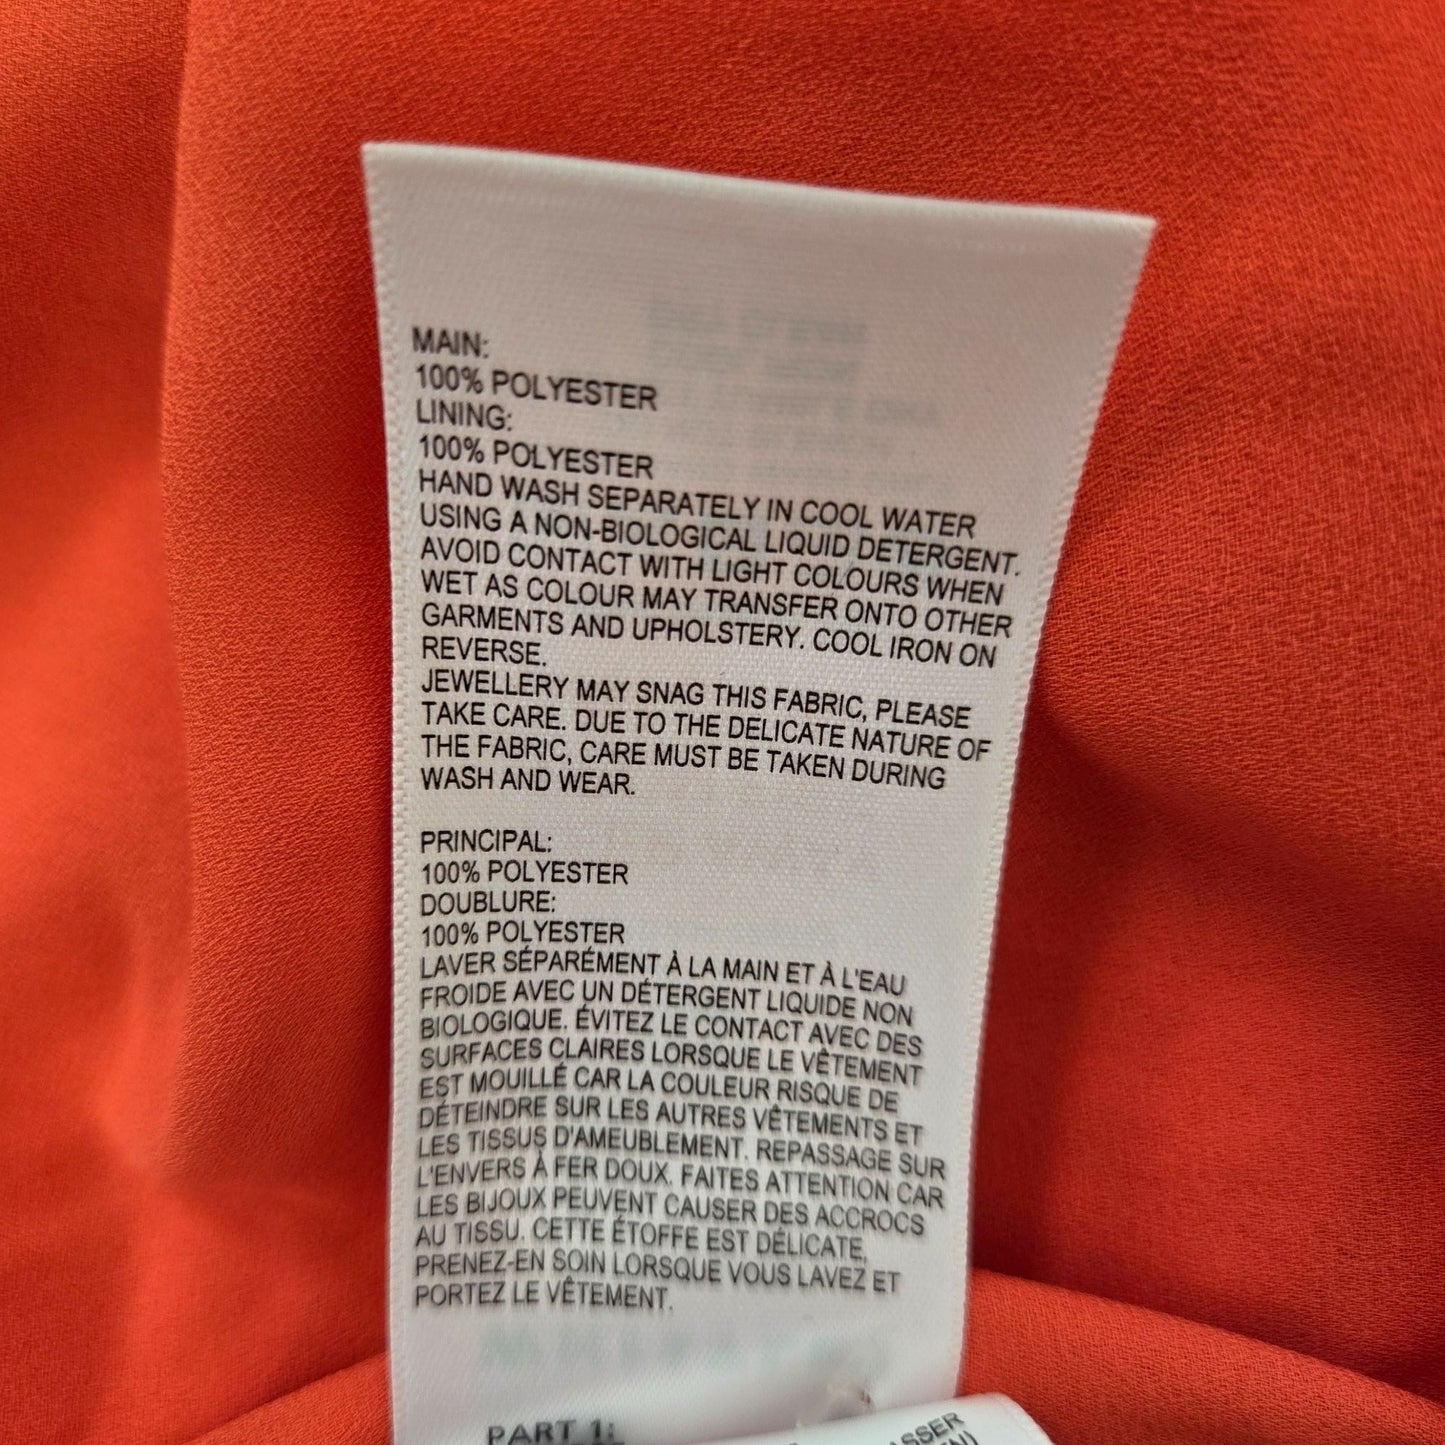 MAIN:
100% POLYESTER
LINING:
100% POLYESTER
HAND WASH SEPARATELY IN COOL WATER
USING A NON-BIOLOGICAL LIQUID DETERGENT.
AVOID CONTACT WITH LIGHT COLOURS WHEN
WET AS COLOUR MAY TRANSFER ONTO OTHER
GARMENTS AND UPHOLSTERY. COOL IRON ON
REVERSE.
JEWELLERY MAY SNAG THIS FABRIC, PLEASE
TAKE CARE. DUE TO THE DELICATE NATURE OF
THE FABRIC, CARE MUST BE TAKEN DURING
WASH AND WEAR.
PRINCIPAL:
100% POLYESTER
DOUBLURE:
100% POLYESTER
LAVER SÉPARÉMENT À LA MAIN ET À L'EAU
FROIDE AVEC UN DÉTERGENT LIQUIDE NON
BIOLOGIQUE. ÉVITEZ LE CONTACT AVEC DES
SURFACES CLAIRES LORSQUE LE VÊTEMENT
EST MOUILLÉ CAR LA COULEUR RISQUE DE
DÉTEINDRE SUR LES AUTRES VÊTEMENTS ET
LES TISSUS D'AMEUBLEMENT. REPASSAGE SUR
L'ENVERS À FER DOUX. FAITES ATTENTION CAR
LES BIJOUX PEUVENT CAUSER DES ACCROCS
AU TISSU. CETTE ÉTOFFE EST DÉLICATE,
PRENEZ-EN SOIN LORSQUE VOUS LAVEZ ET
PORTEZ LE VÊTEMENT.
PART 1: